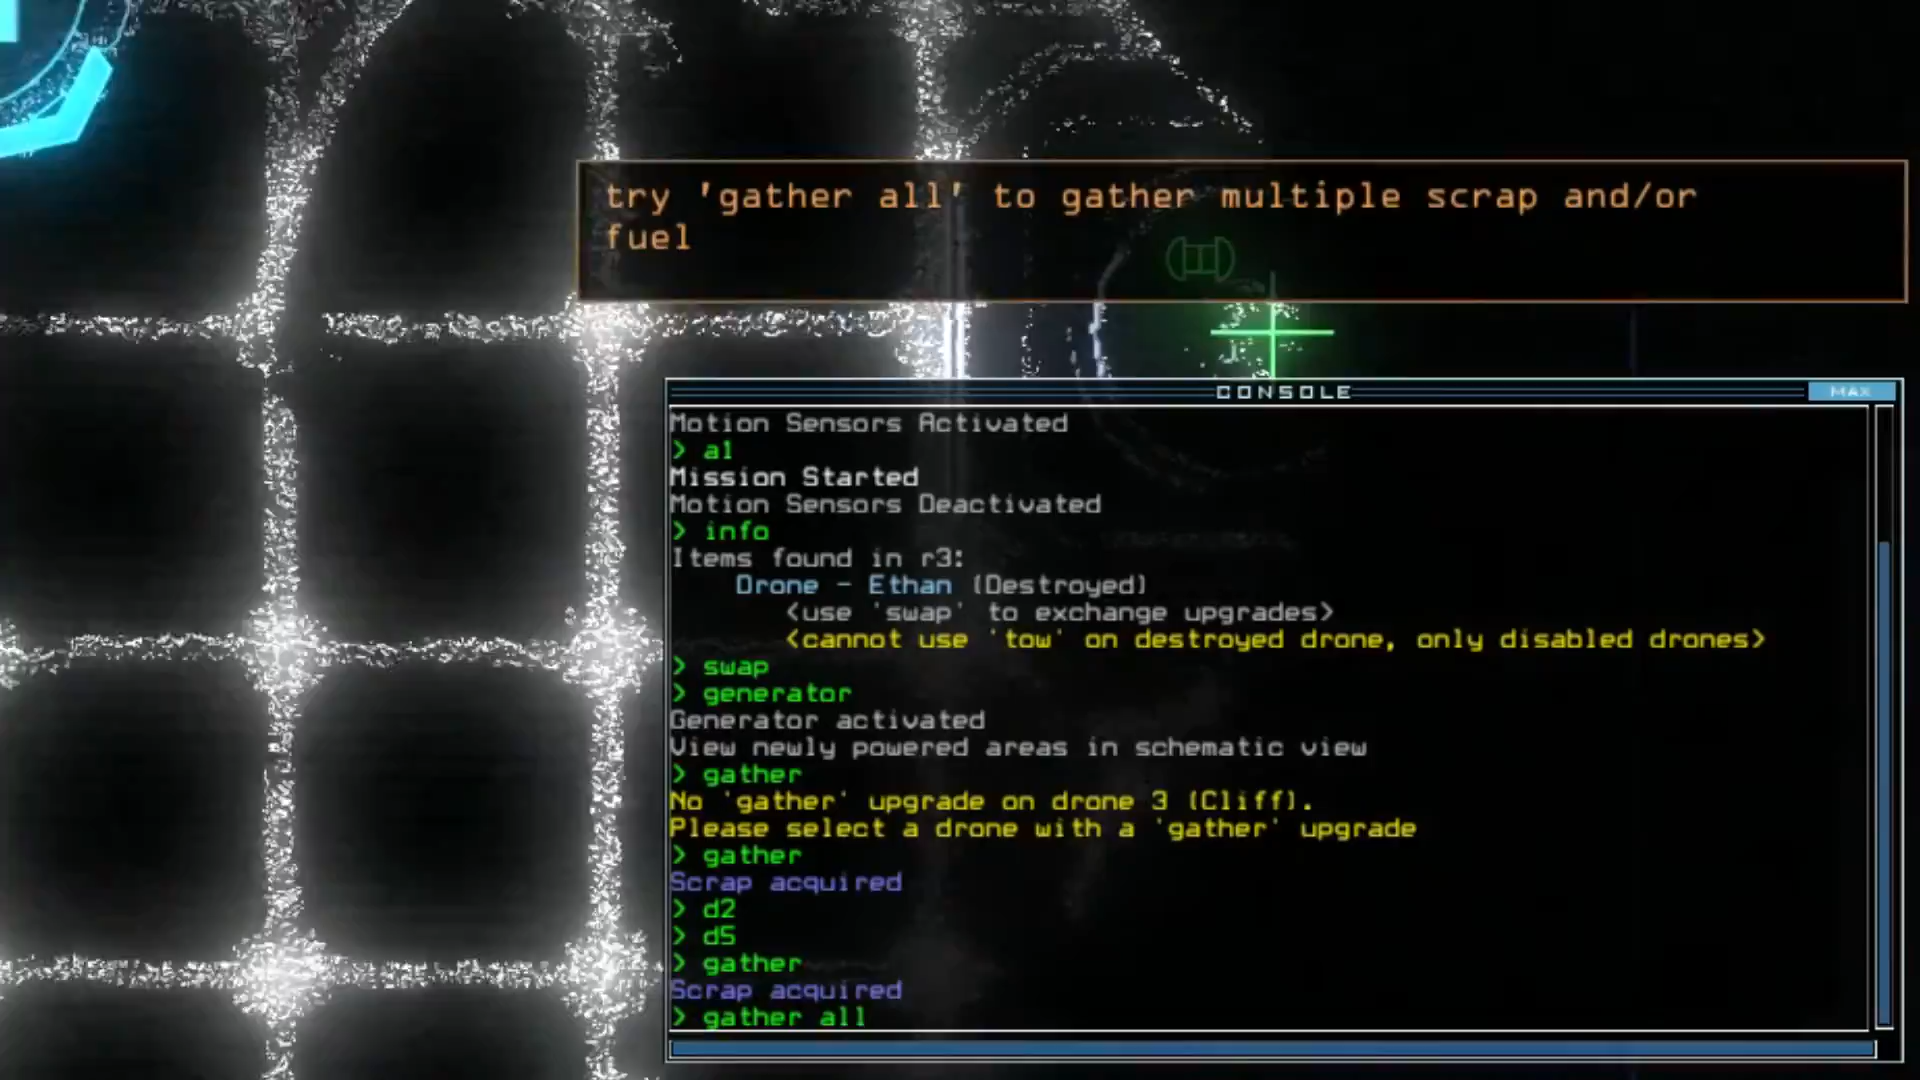 try 'gather all' to gather multiple scrap and/or
fuel
CONSOLE
MAX
Motion Sensors Activated
> a1
Mission Started
Motion Sensors Deactivated
> info
Items found in r3:
Drone - Ethan (Destroyed)
<use 'swap' to exchange upgrades>
<cannot use 'tow' on destroyed drone, only disabled drones>
> swap
> generator
Generator activated
View newly powered areas in schematic view
> gather
No 'gather' upgrade on drone 3 (Cliff).
Please select a drone with a 'gather' upgrade
> gather
Scrap acquired
> d2
> d5
> gather
Scrap acquired
> gather all